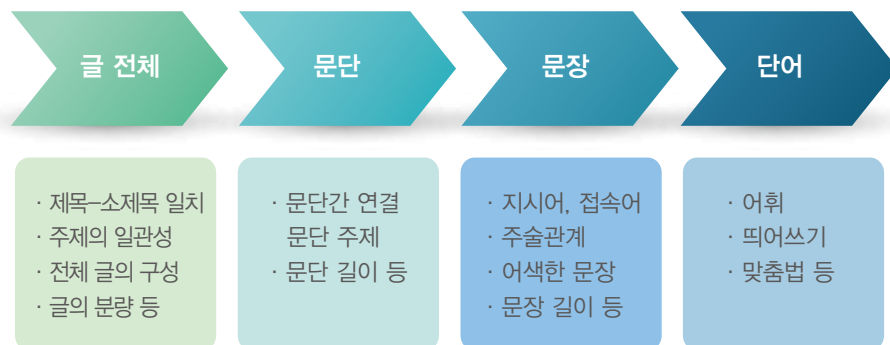 글 전체
문단
문장
단어
· 제목–소제목 일치
· 주제의 일관성
· 전체 글의 구성
· 글의 분량 등
· 문단간 연결
문단 주제
· 문단 길이 등
· 지시어, 접속어
· 주술관계
· 어색한 문장
· 문장 길이 등
· 어휘
· 띄어쓰기
· 맞춤법 등